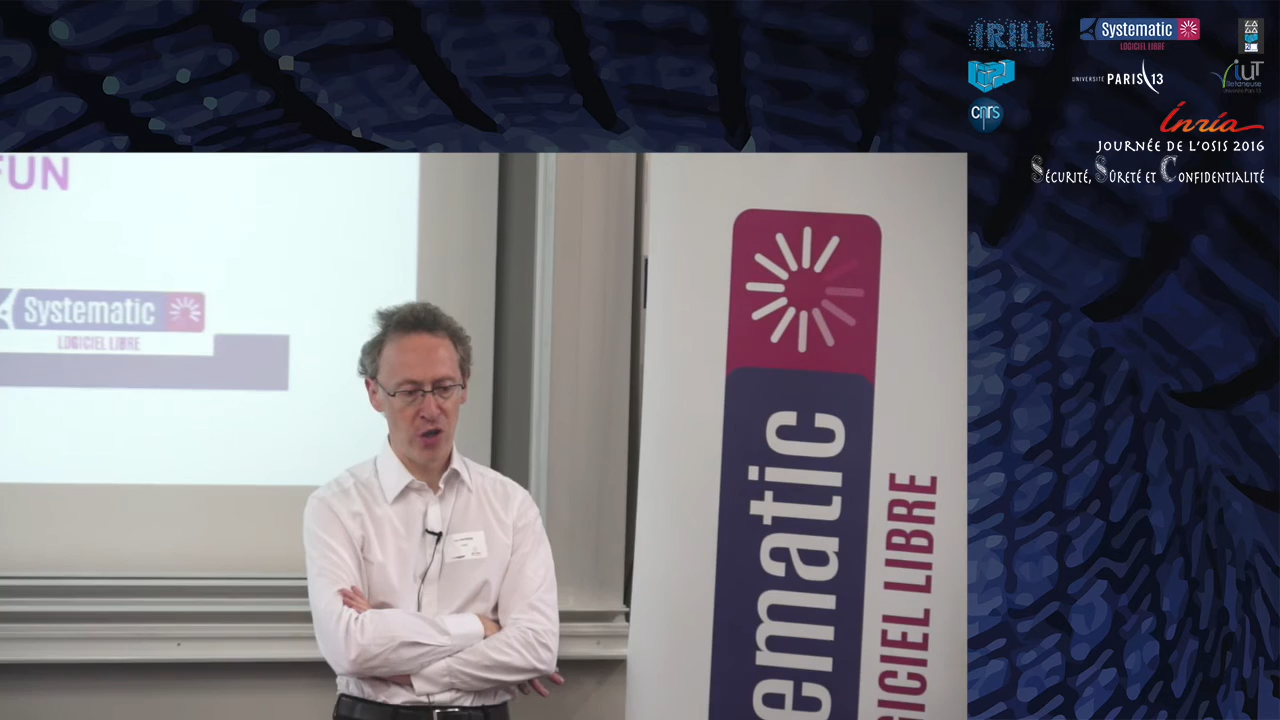 IRILL
Systematic
LOGICIEL LIBRE
UNIVERSITÉ PARIS 13
IUT
cnrs
Inria
JOURNÉE DE L'OSIS 2016
SÉCURITÉ, SÛRETÉ ET CONFIDENTIALITÉ
FUN
Systematic
LOGICIEL LIBRE
ematic
GICIEL LIBRE